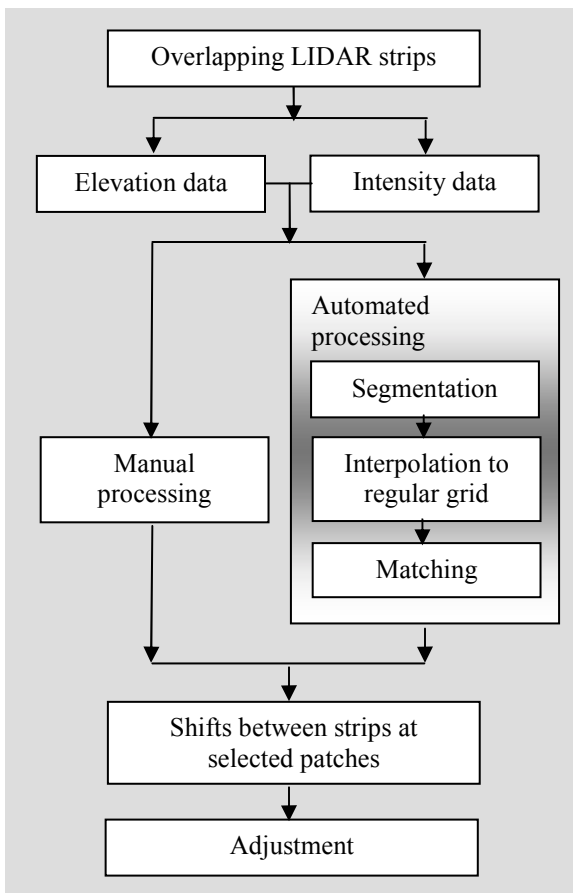 Overlapping LIDAR strips
Elevation data
Intensity data
Automated
processing
Segmentation
Manual
processing
Interpolation to
regular grid
Matching
Shifts between strips at
selected patches
Adjustment